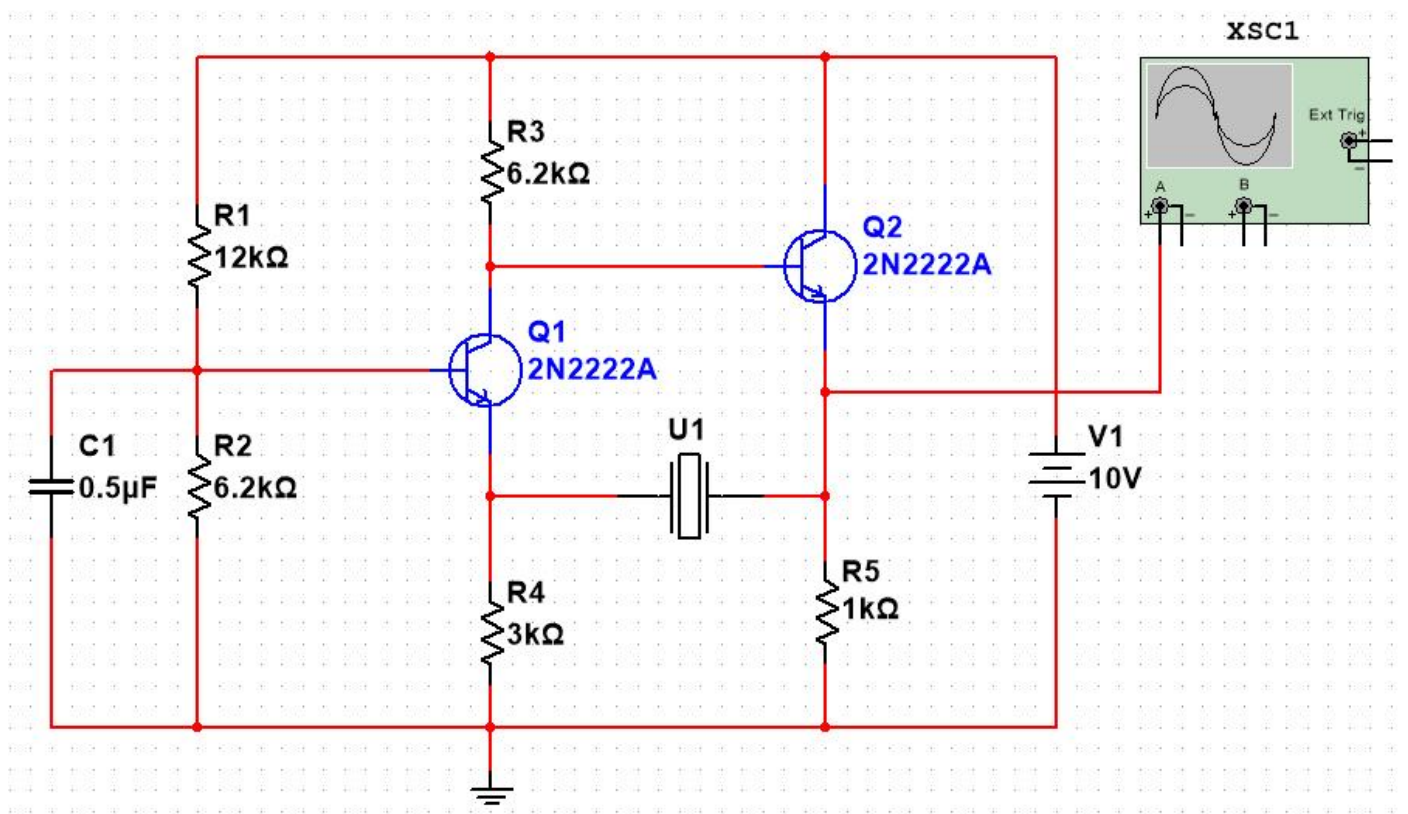 XSC1
Ext Trig
+
−
A
B
+
−
+
−
R3
6.2kΩ
R1
12kΩ
Q2
2N2222A
Q1
2N2222A
U1
V1
10V
C1
0.5µF
R2
6.2kΩ
R5
1kΩ
R4
3kΩ